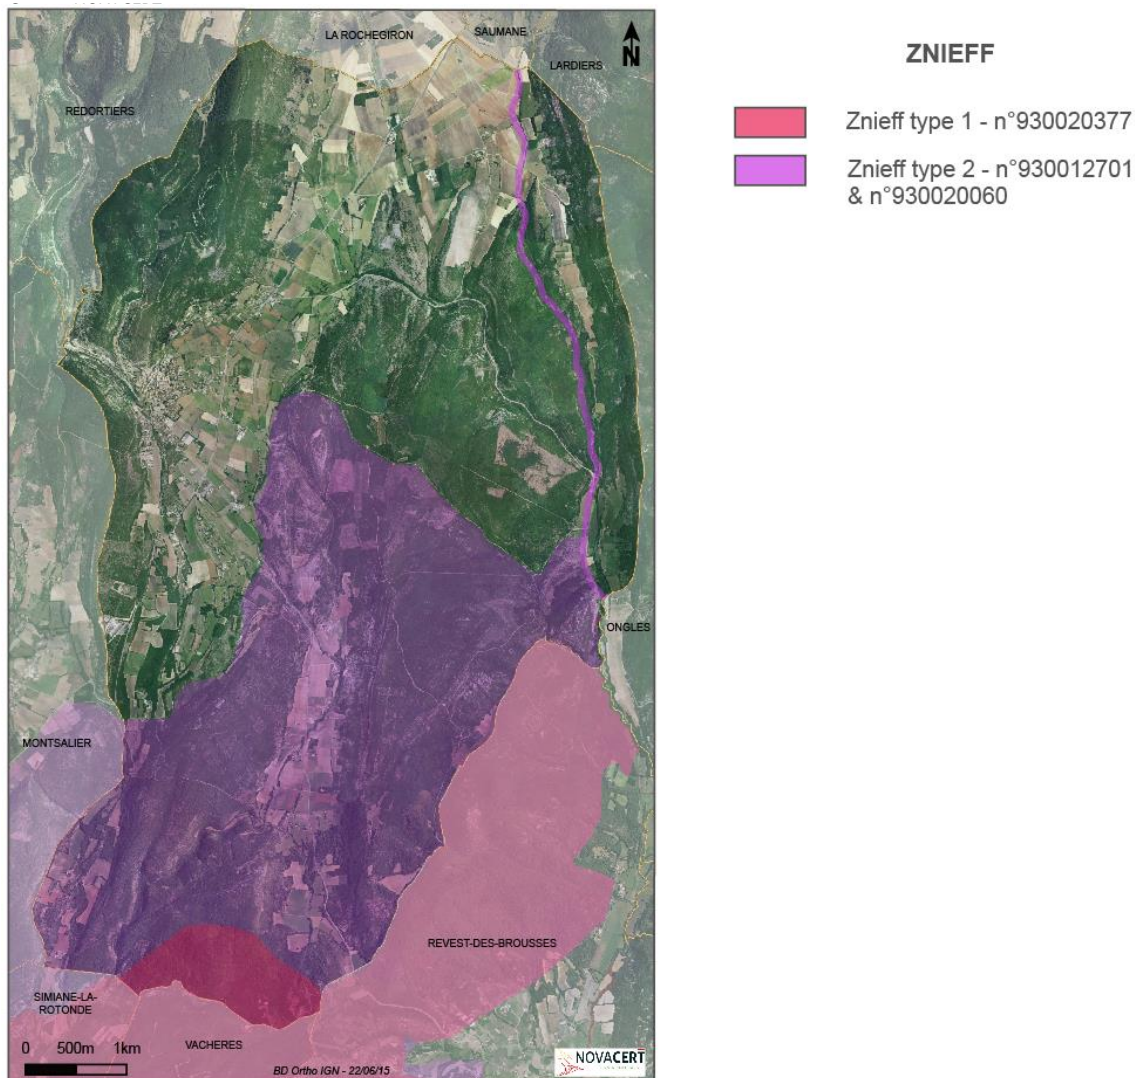 LA ROCHEGIRON
SAUMANE
N
LARDIERS
REDORTIERS
ZNIEFF
Znieff type 1 - n°930020377
Znieff type 2 - n°930012701
& n°930020060
ONGLES
MONTSALIER
REVEST-DES-BROUSSES
SIMIANE-LA-
ROTONDE
VACHERES
0 500m 1km
BD Ortho IGN - 22/06/15
NOVACERT